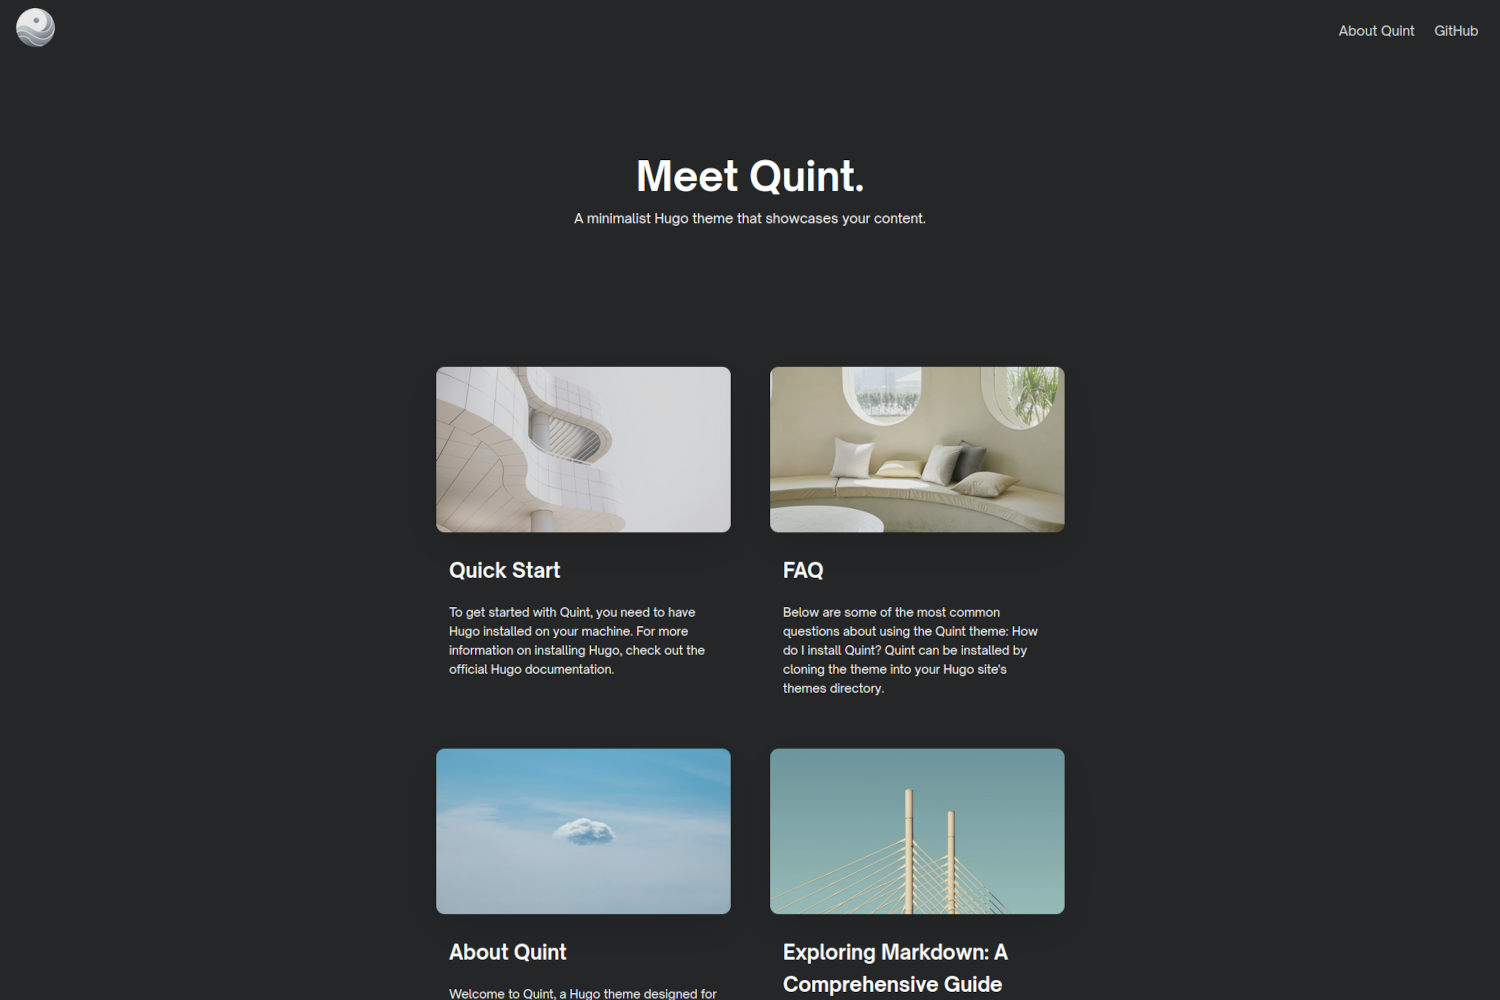 About Quint
GitHub
Meet Quint.
A minimalist Hugo theme that showcases your content.
Quick Start
To get started with Quint, you need to have
Hugo installed on your machine. For more
information on installing Hugo, check out the
official Hugo documentation.
FAQ
Below are some of the most common
questions about using the Quint theme: How
do I install Quint? Quint can be installed by
cloning the theme into your Hugo site's
themes directory.
About Quint
Welcome to Quint, a Hugo theme designed for
Exploring Markdown: A
Comprehensive Guide